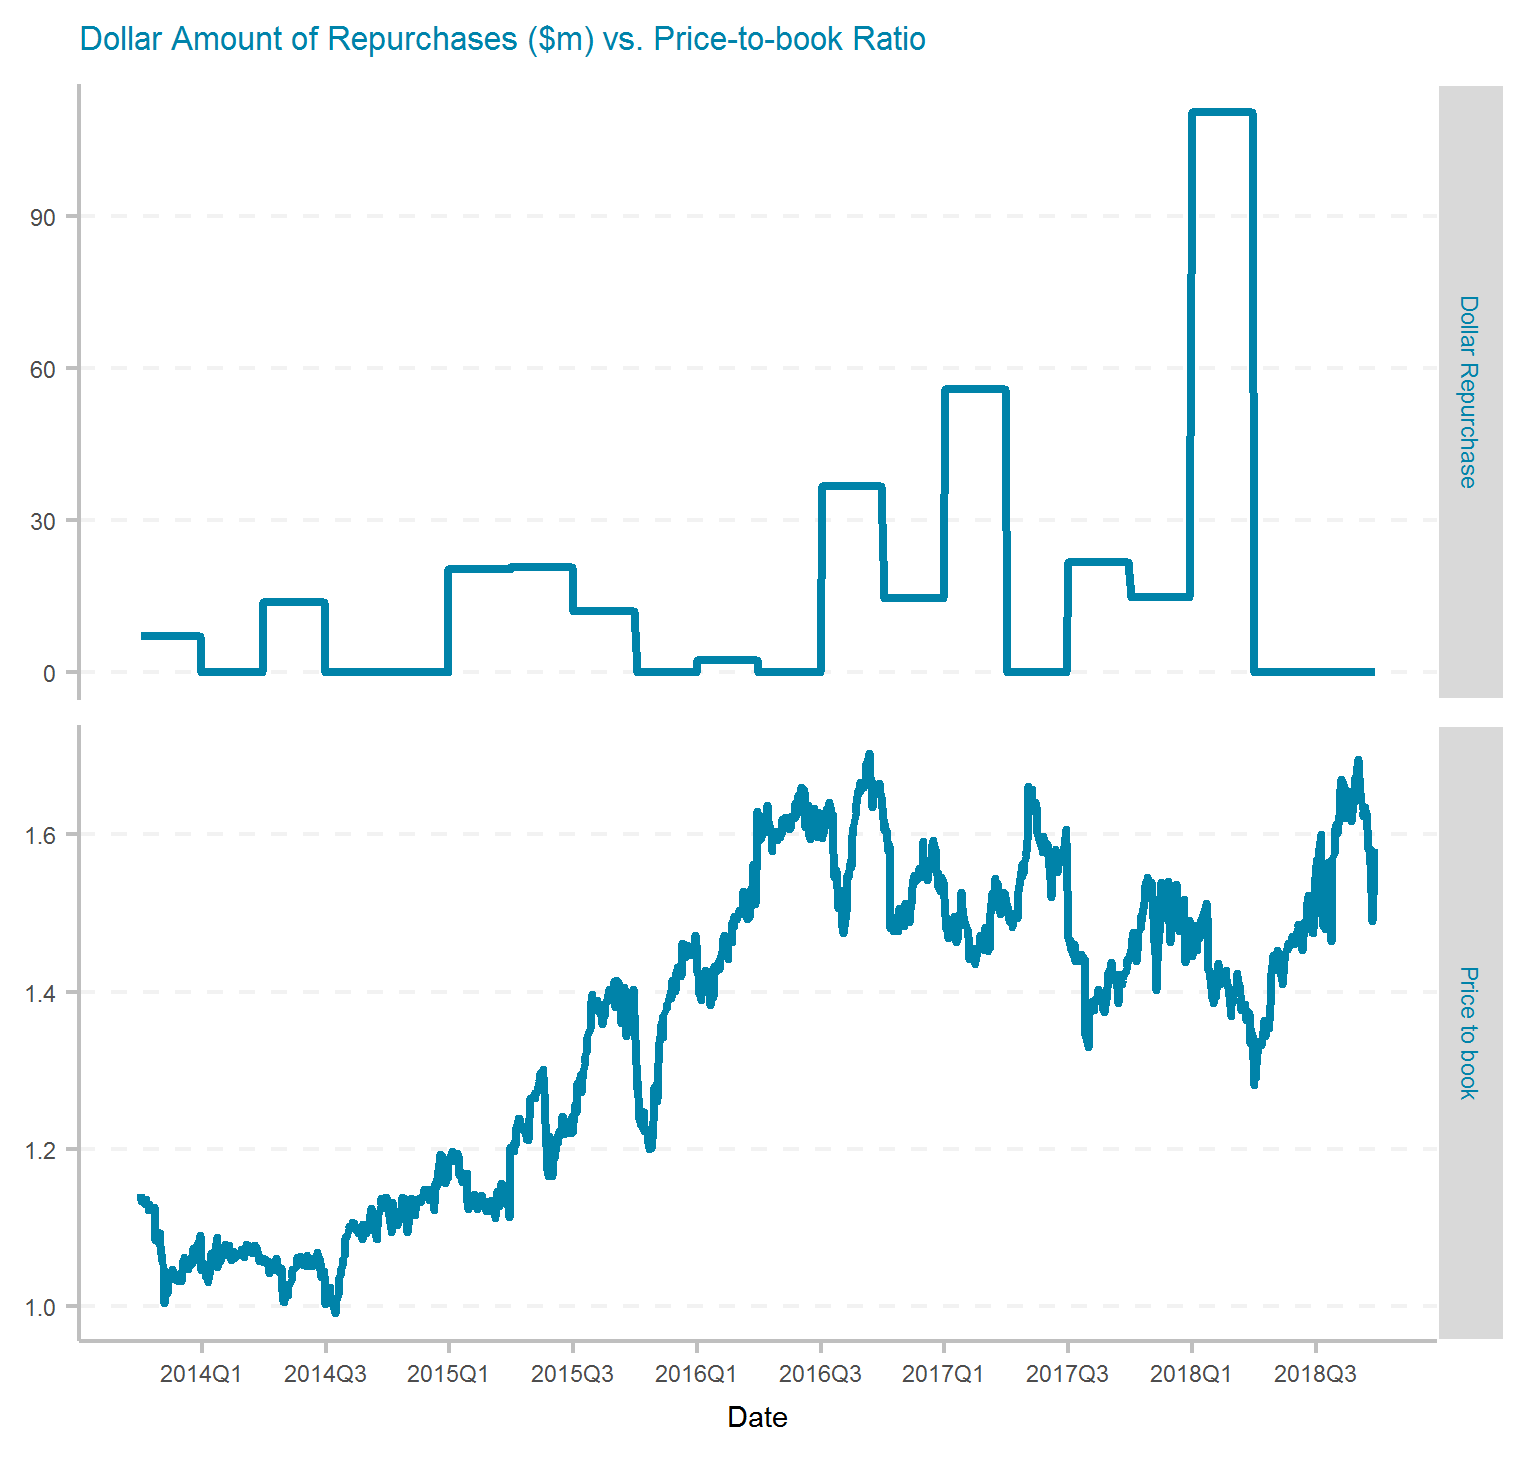 Dollar Amount of Repurchases ($m) vs. Price-to-book Ratio
90
60
30
0
Dollar Repurchase
1.6
1.4
1.2
1.0
Price to book
2014Q1 2014Q3 2015Q1 2015Q3 2016Q1 2016Q3 2017Q1 2017Q3 2018Q1 2018Q3
Date